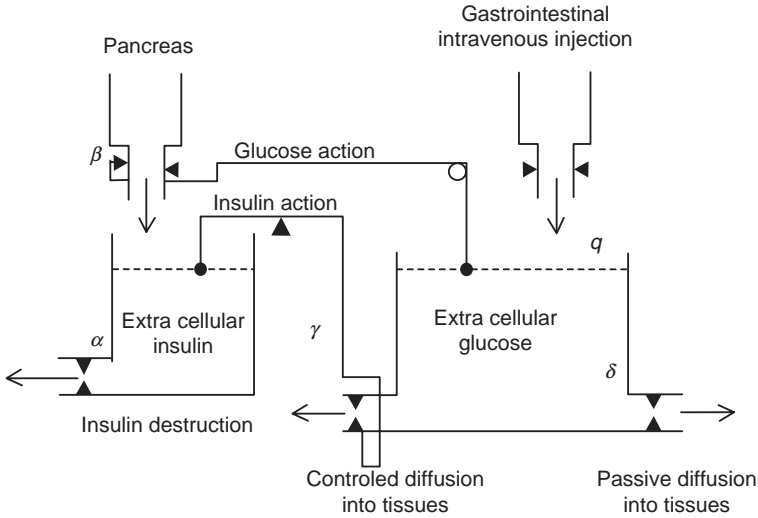 Gastrointestinal
intravenous injection
Pancreas
β
Glucose action
Insulin action
q
Extra cellular
insulin
Extra cellular
glucose
α
γ
δ
Insulin destruction
Controled diffusion
into tissues
Passive diffusion
into tissues